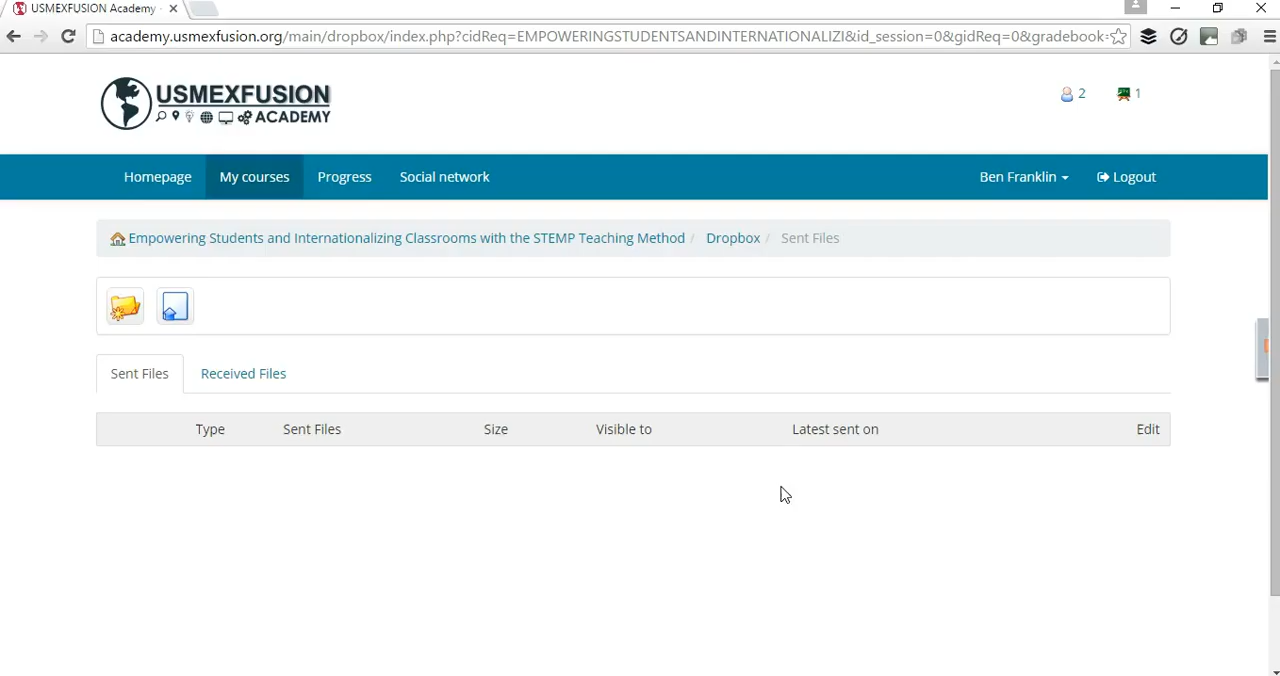 USMEXFUSION Academy
academy.usmexfusion.org/main/dropbox/index.php?cidReq=EMPOWERINGSTUDENTSANDINTERNATIONALIZI&id_session=0&gidReq=0&gradebook
USMEXFUSION
ACADEMY
2 1
Homepage My courses Progress Social network Ben Franklin Logout
Empowering Students and Internationalizing Classrooms with the STEMP Teaching Method / Dropbox / Sent Files
Sent Files Received Files
Type Sent Files Size Visible to Latest sent on Edit